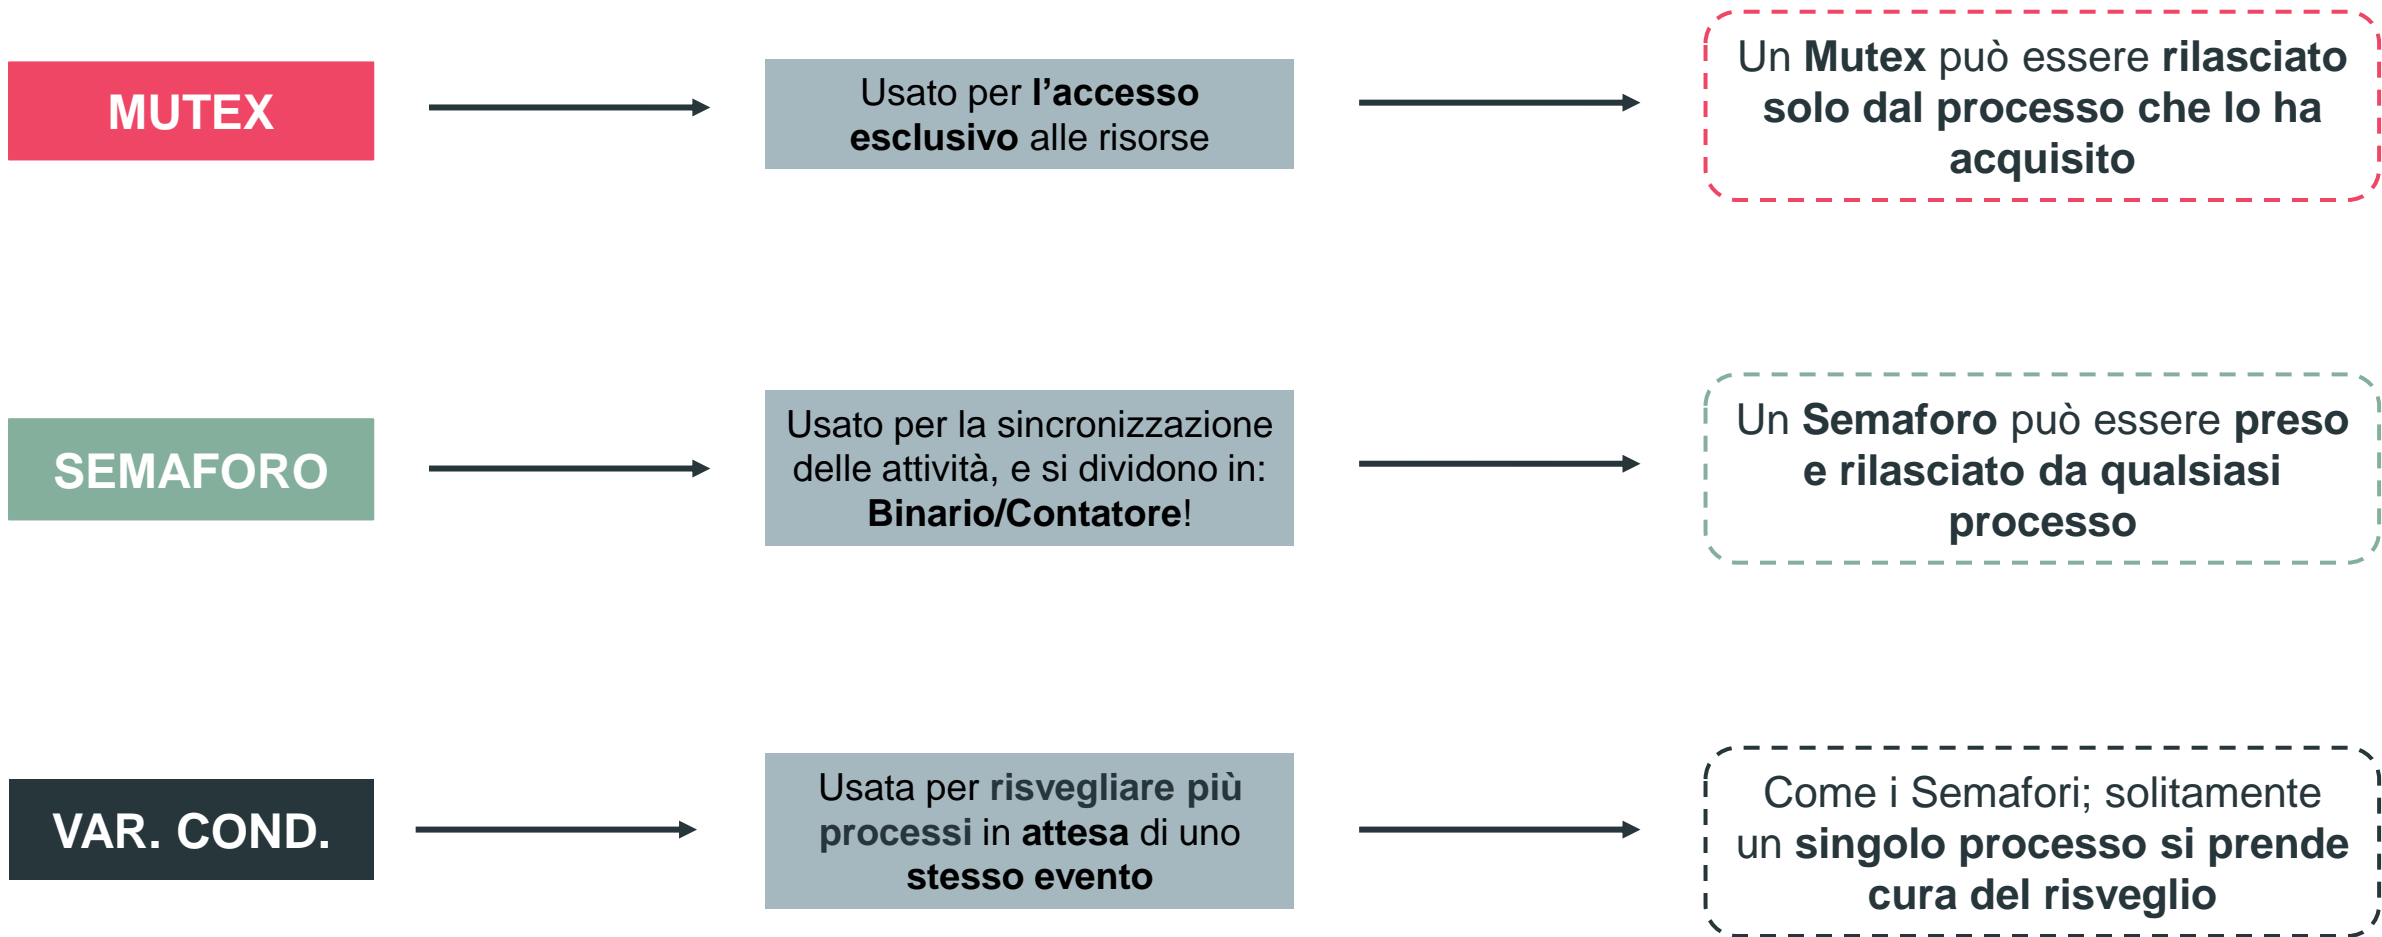 MUTEX
Usato per l’accesso
esclusivo alle risorse
Un Mutex può essere rilasciato
solo dal processo che lo ha
acquisito
SEMAFORO
Usato per la sincronizzazione
delle attività, e si dividono in:
Binario/Contatore!
Un Semaforo può essere preso
e rilasciato da qualsiasi
processo
VAR. COND.
Usata per risvegliare più
processi in attesa di uno
stesso evento
Come i Semafori; solitamente
un singolo processo si prende
cura del risveglio